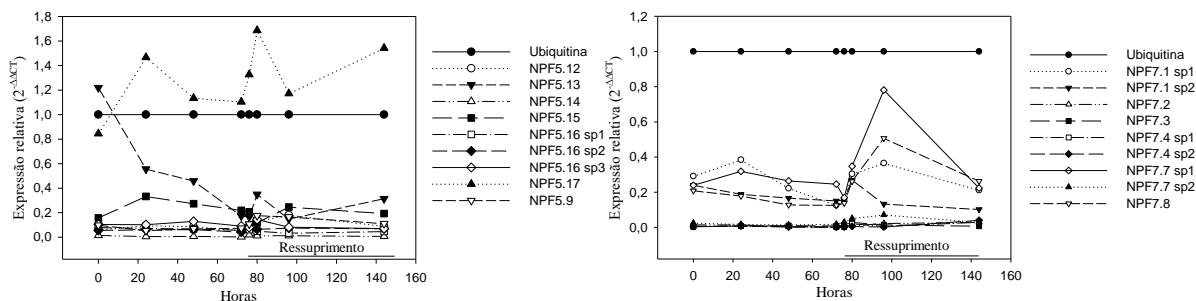 Expressão relativa (2^-ΔΔCT)
1,8
1,6
1,4
1,2
1,0
0,8
0,6
0,4
0,2
0,0
Ressuprimento
0 20 40 60 80 100 120 140 160
Horas
Ubiquitina
NPF5.12
NPF5.13
NPF5.14
NPF5.15
NPF5.16 sp1
NPF5.16 sp2
NPF5.16 sp3
NPF5.17
NPF5.9
Expressão relativa (2^-ΔΔCT)
1,2
1,0
0,8
0,6
0,4
0,2
0,0
Ressuprimento
0 20 40 60 80 100 120 140 160
Horas
Ubiquitina
NPF7.1 sp1
NPF7.1 sp2
NPF7.2
NPF7.3
NPF7.4 sp1
NPF7.4 sp2
NPF7.7 sp1
NPF7.7 sp2
NPF7.8